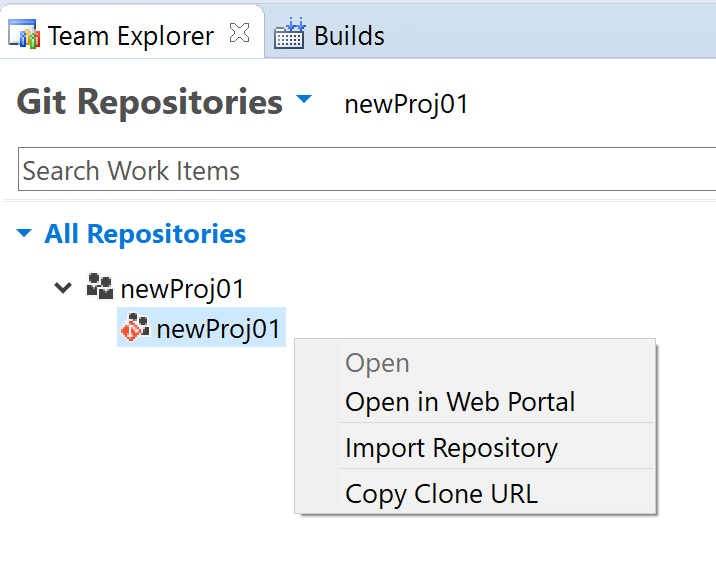 Team Explorer Builds
Git Repositories newProj01
Search Work Items
All Repositories
newProj01
newProj01
Open
Open in Web Portal
Import Repository
Copy Clone URL